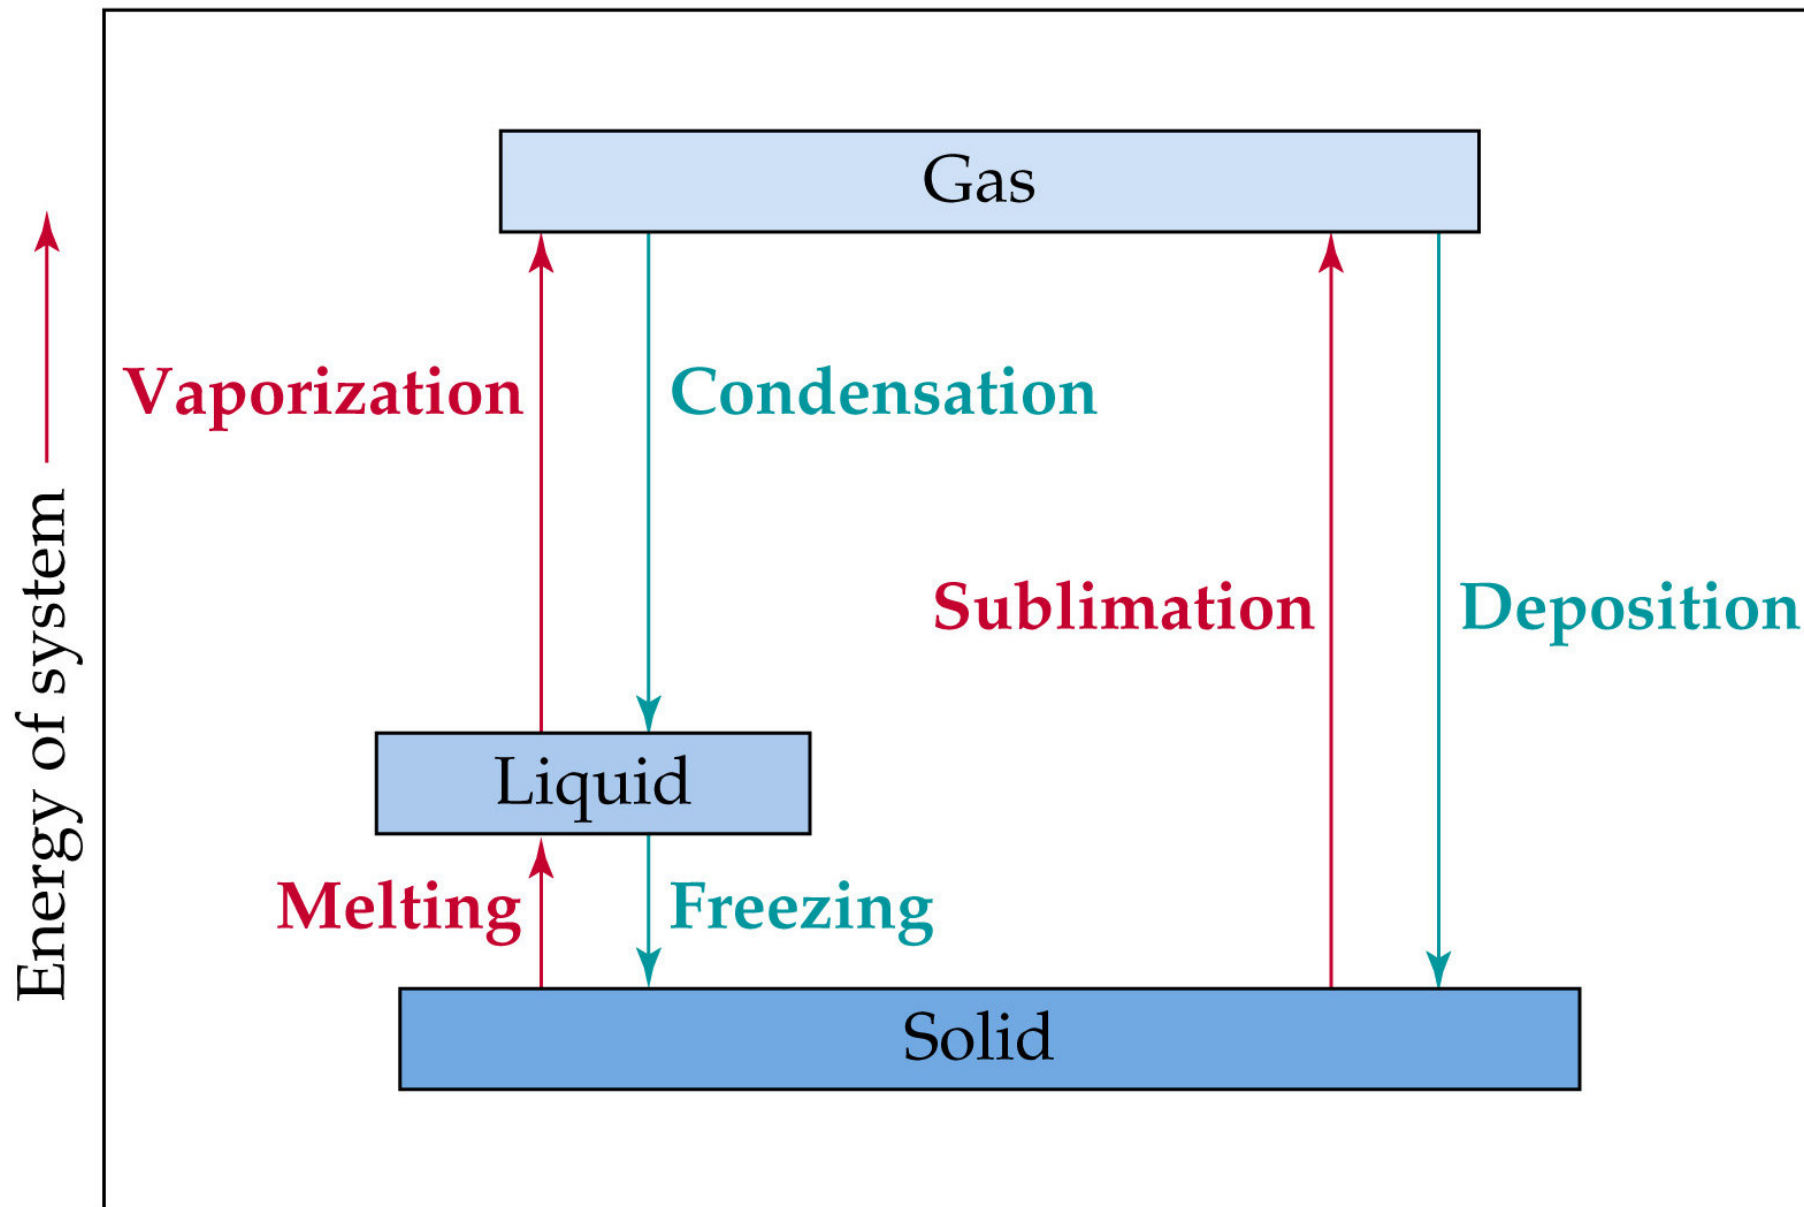 Energy of system
Gas
Vaporization
Condensation
Sublimation
Deposition
Liquid
Melting
Freezing
Solid